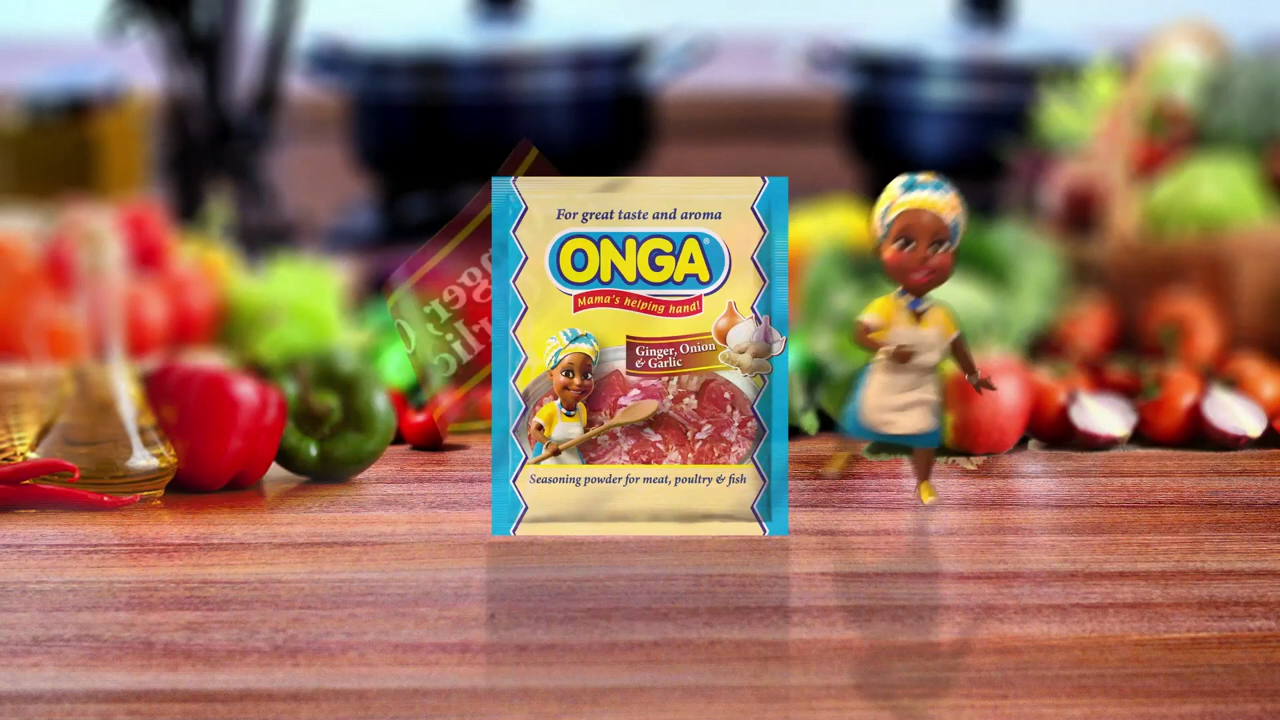 For great taste and aroma
ONGA®
Mama's helping hand!
Ginger, Onion
& Garlic
Seasoning powder for meat, poultry & fish